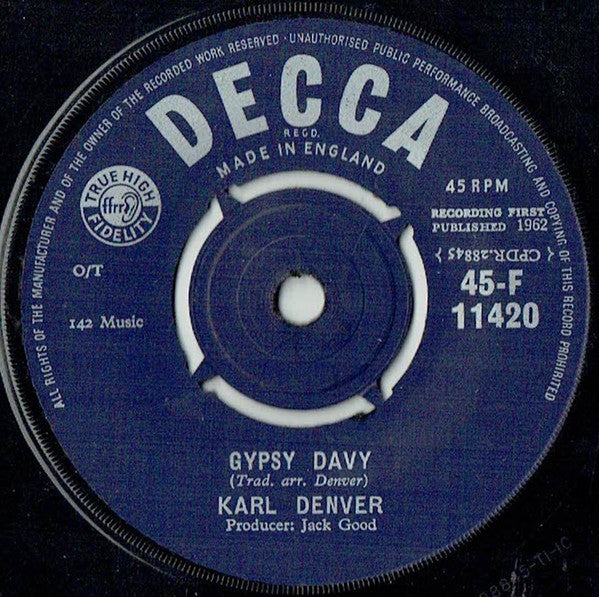 ALL RIGHTS OF THE MANUFACTURER AND OF THE OWNER OF THE RECORDED WORK RESERVED · UNAUTHORISED PUBLIC PERFORMANCE BROADCASTING AND COPYING OF THIS RECORD PROHIBITED
DECCA
REGD.
MADE IN ENGLAND
TRUE HIGH
ffrr
FIDELITY
45 RPM
RECORDING FIRST
PUBLISHED 1962
(CPDR.28845)
O/T
45-F
11420
142 Music
GYPSY DAVY
(Trad. arr. Denver)
KARL DENVER
Producer: Jack Good